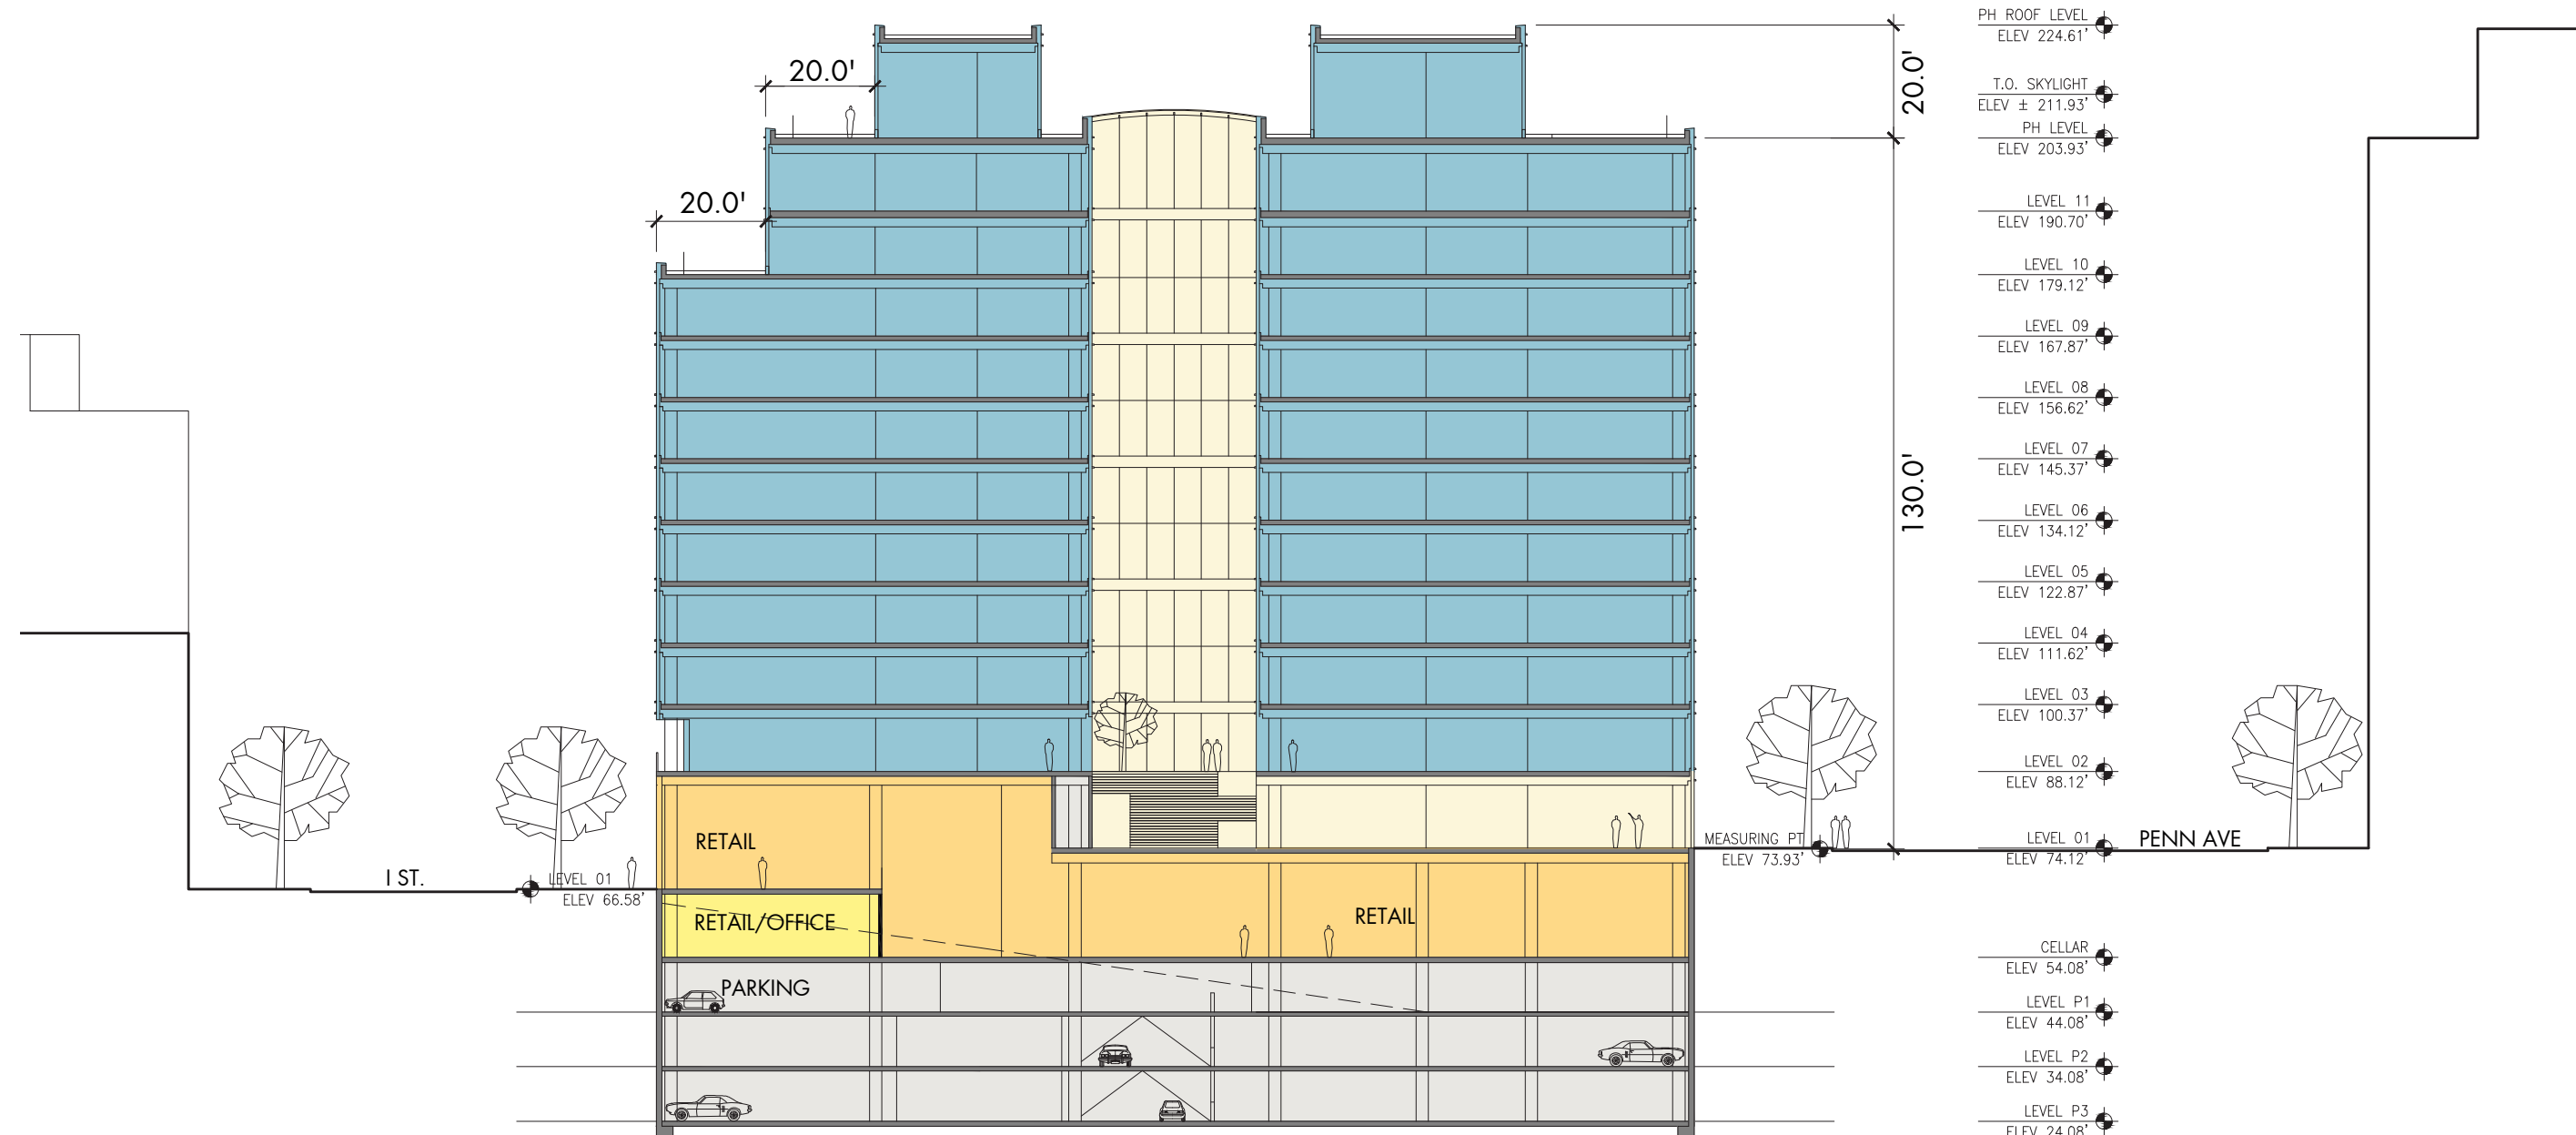 PH ROOF LEVEL
ELEV 224.61'
20.0'
20.0'
T.O. SKYLIGHT
ELEV ± 211.93'
PH LEVEL
ELEV 203.93'
20.0'
LEVEL 11
ELEV 190.70'
LEVEL 10
ELEV 179.12'
LEVEL 09
ELEV 167.87'
LEVEL 08
ELEV 156.62'
LEVEL 07
ELEV 145.37'
130.0'
LEVEL 06
ELEV 134.12'
LEVEL 05
ELEV 122.87'
LEVEL 04
ELEV 111.62'
LEVEL 03
ELEV 100.37'
LEVEL 02
ELEV 88.12'
RETAIL
MEASURING PT
ELEV 73.93'
LEVEL 01
ELEV 74.12'
PENN AVE
I ST.
LEVEL 01
ELEV 66.58'
RETAIL/OFFICE
RETAIL
CELLAR
ELEV 54.08'
PARKING
LEVEL P1
ELEV 44.08'
LEVEL P2
ELEV 34.08'
LEVEL P3
ELEV 24.08'